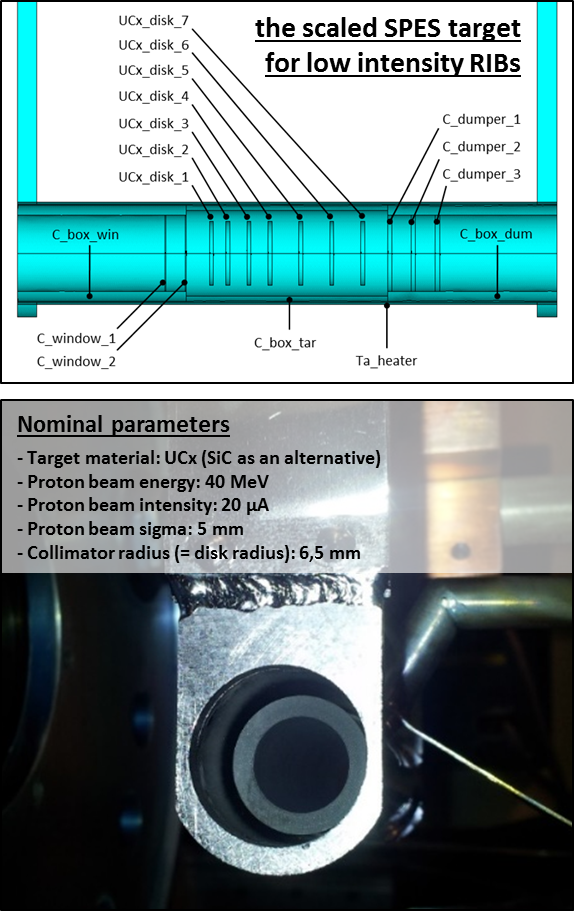 the scaled SPES target
for low intensity RIBs
UCx_disk_7
UCx_disk_6
UCx_disk_5
UCx_disk_4
UCx_disk_3
UCx_disk_2
UCx_disk_1
C_dumper_1
C_dumper_2
C_dumper_3
C_box_win
C_box_dum
C_window_1
C_window_2
C_box_tar
Ta_heater
Nominal parameters
- Target material: UCx (SiC as an alternative)
- Proton beam energy: 40 MeV
- Proton beam intensity: 20 µA
- Proton beam sigma: 5 mm
- Collimator radius (= disk radius): 6,5 mm